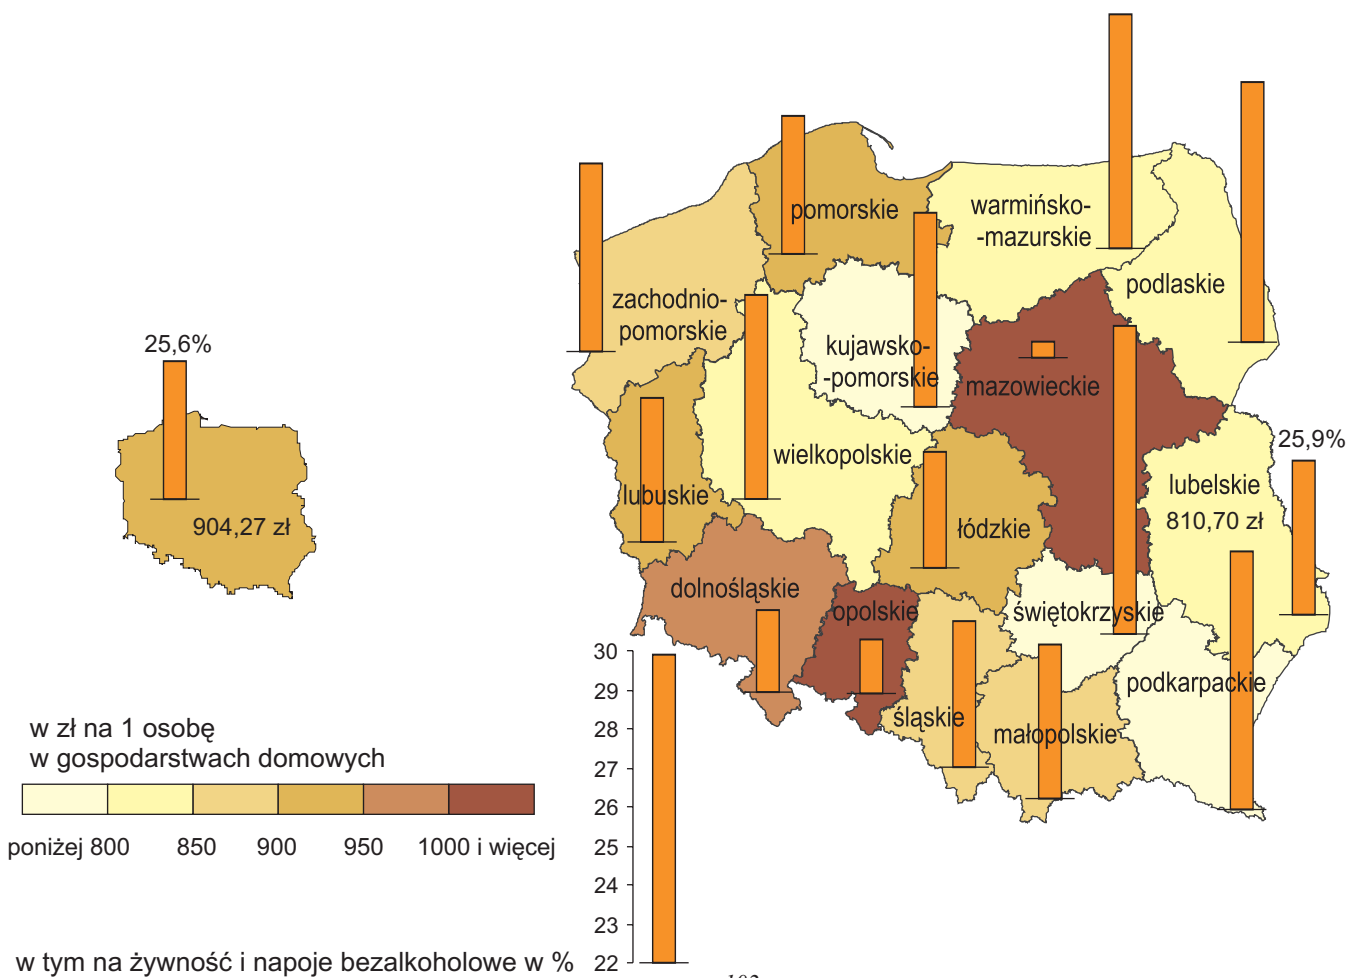 pomorskie
warmińsko-
-mazurskie
podlaskie
zachodnio-
pomorskie
kujawsko-
-pomorskie
mazowieckie
25,6%
904,27 zł
wielkopolskie
lubuskie
łódzkie
25,9%
lubelskie
810,70 zł
dolnośląskie
opolskie
świętokrzyskie
śląskie
małopolskie
podkarpackie
w zł na 1 osobę
w gospodarstwach domowych
poniżej 800 850 900 950 1000 i więcej
30
29
28
27
26
25
24
23
22
w tym na żywność i napoje bezalkoholowe w %